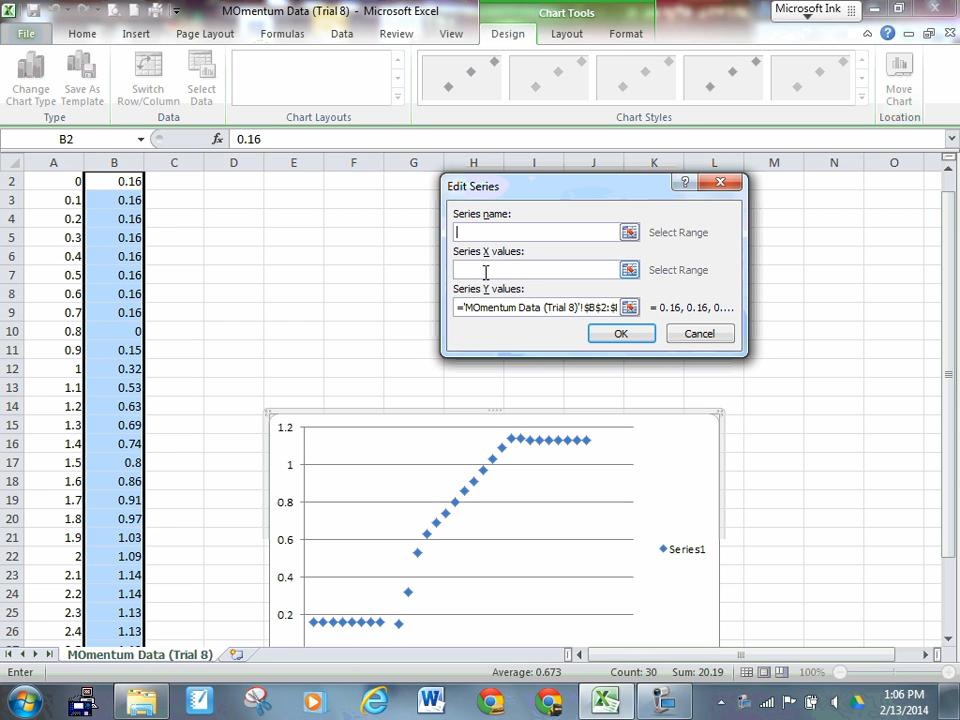 MOmentum Data (Trial 8) - Microsoft Excel
Chart Tools
Microsoft Ink
File Home Insert Page Layout Formulas Data Review View Design Layout Format
Change Chart Type
Save As Template
Switch Row/Column
Select Data
Move Chart
Type Data Chart Layouts Chart Styles Location
B2 fx 0.16
A B C D E F G H I J K L M N O
2 0 0.16
3 0.1 0.16
4 0.2 0.16
5 0.3 0.16
6 0.4 0.16
7 0.5 0.16
8 0.6 0.16
9 0.7 0.16
10 0.8 0
11 0.9 0.15
12 1 0.32
13 1.1 0.53
14 1.2 0.63
15 1.3 0.69
16 1.4 0.74
17 1.5 0.8
18 1.6 0.86
19 1.7 0.91
20 1.8 0.97
21 1.9 1.03
22 2 1.09
23 2.1 1.14
24 2.2 1.14
25 2.3 1.13
26 2.4 1.13
Edit Series
Series name:
Select Range
Series X values:
Select Range
Series Y values:
='MOmentum Data (Trial 8)'!$B$2:$ = 0.16, 0.16, 0....
OK Cancel
1.2
1
0.8
0.6
0.4
0.2
Series1
MOmentum Data (Trial 8)
Enter Average: 0.673 Count: 30 Sum: 20.19 100%
1:06 PM
2/13/2014